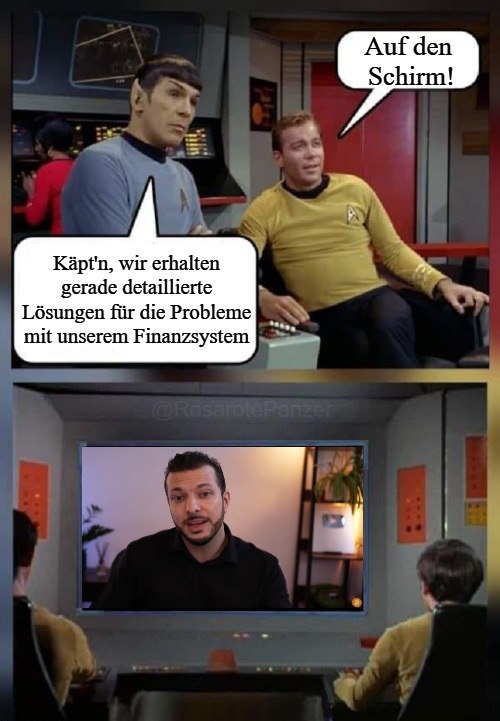 Auf den
Schirm!
Käpt'n, wir erhalten
gerade detaillierte
Lösungen für die Probleme
mit unserem Finanzsystem
@RosarotePanzer